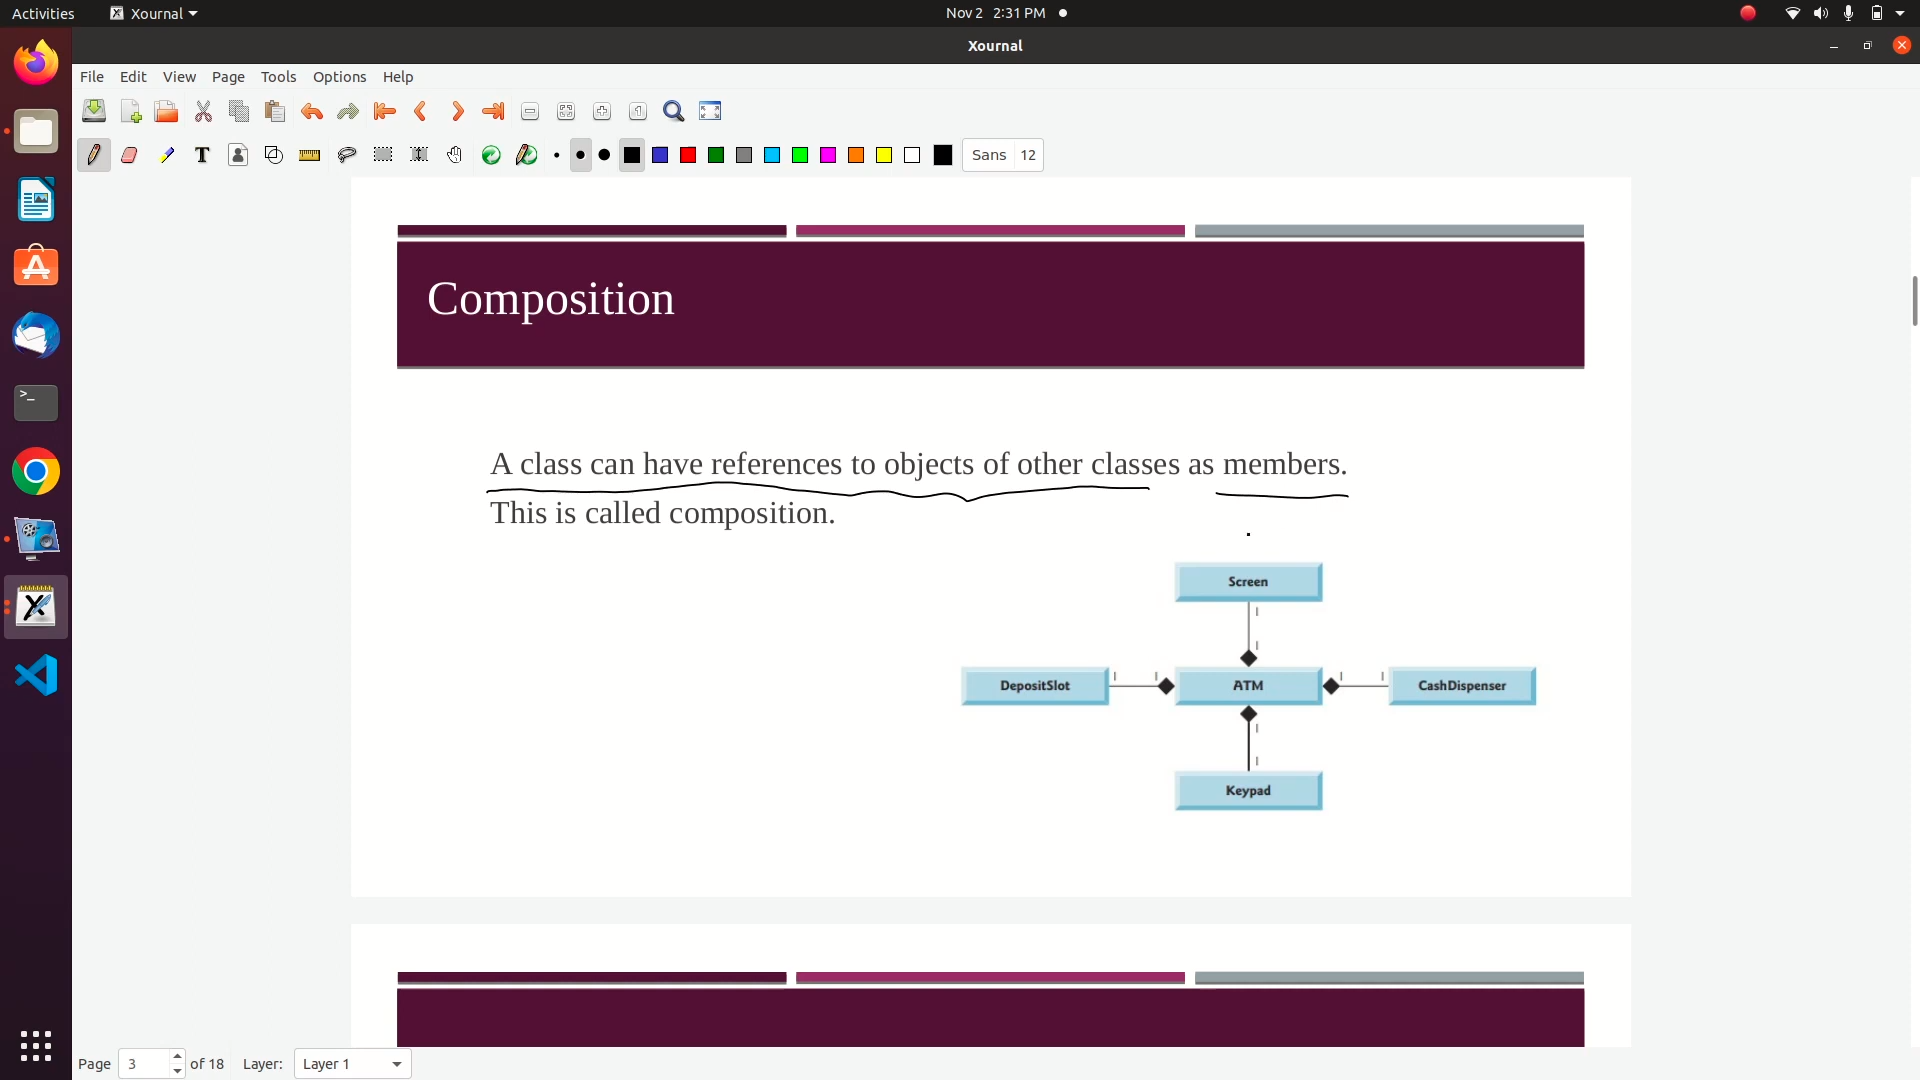 Activities Xournal Nov 2 2:31 PM
Xournal
File Edit View Page Tools Options Help
T Sans 12
Composition
A class can have references to objects of other classes as members.
This is called composition.
Screen
1
1
DepositSlot 1 1 ATM 1 1 CashDispenser
1
1
Keypad
Page 3 of 18 Layer: Layer 1